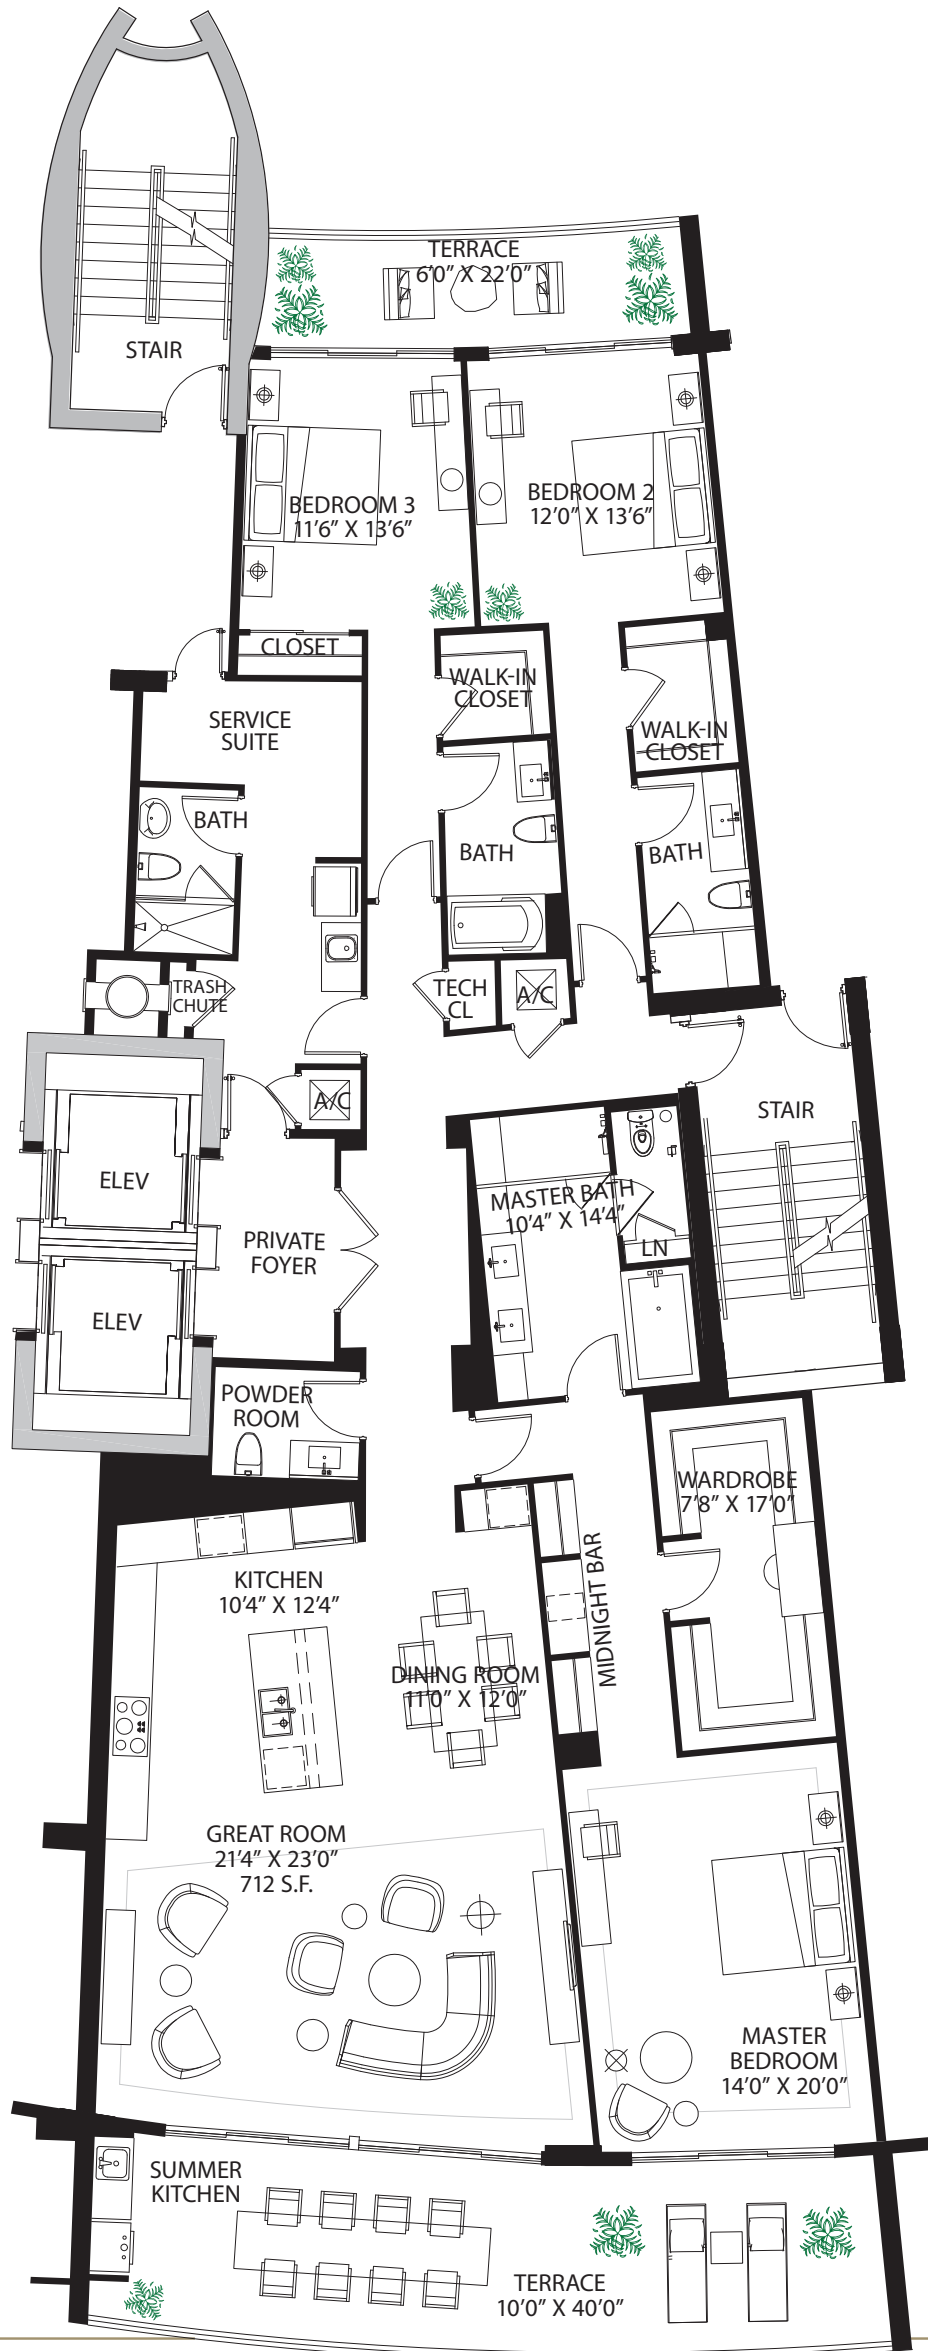 TERRACE
6'0” X 22'0”
STAIR
BEDROOM 3
11'6” X 13'6”
BEDROOM 2
12'0” X 13'6”
CLOSET
WALK-IN
CLOSET
SERVICE
SUITE
WALK-IN
CLOSET
BATH
BATH
BATH
TRASH
CHUTE
TECH
CL
A/C
A/C
STAIR
ELEV
MASTER BATH
10'4” X 14'4”
PRIVATE
FOYER
LN
ELEV
POWDER
ROOM
WARDROBE
7'8” X 17'0”
KITCHEN
10'4” X 12'4”
MIDNIGHT BAR
DINING ROOM
11'0” X 12'0”
GREAT ROOM
21'4” X 23'0”
712 S.F.
MASTER
BEDROOM
14'0” X 20'0”
SUMMER
KITCHEN
TERRACE
10'0” X 40'0”